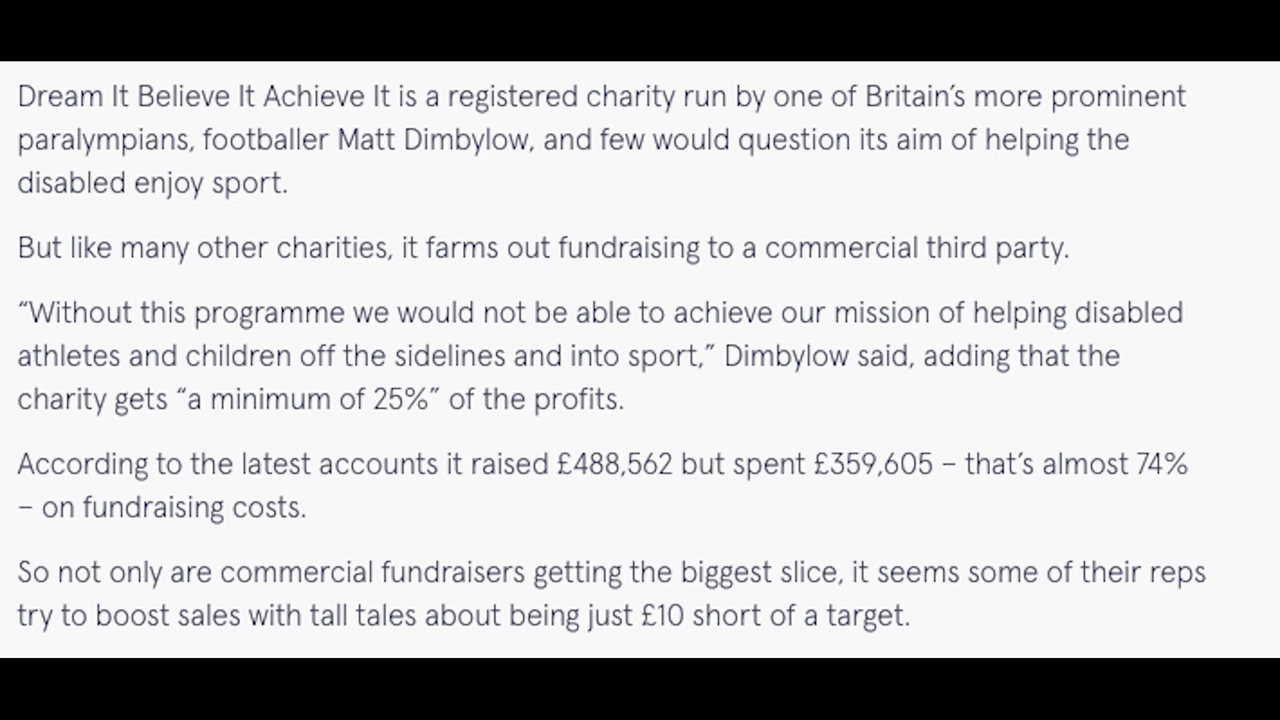 Dream It Believe It Achieve It is a registered charity run by one of Britain’s more prominent
paralympians, footballer Matt Dimbylow, and few would question its aim of helping the
disabled enjoy sport.
But like many other charities, it farms out fundraising to a commercial third party.
“Without this programme we would not be able to achieve our mission of helping disabled
athletes and children off the sidelines and into sport,” Dimbylow said, adding that the
charity gets “a minimum of 25%” of the profits.
According to the latest accounts it raised £488,562 but spent £359,605 – that’s almost 74%
– on fundraising costs.
So not only are commercial fundraisers getting the biggest slice, it seems some of their reps
try to boost sales with tall tales about being just £10 short of a target.